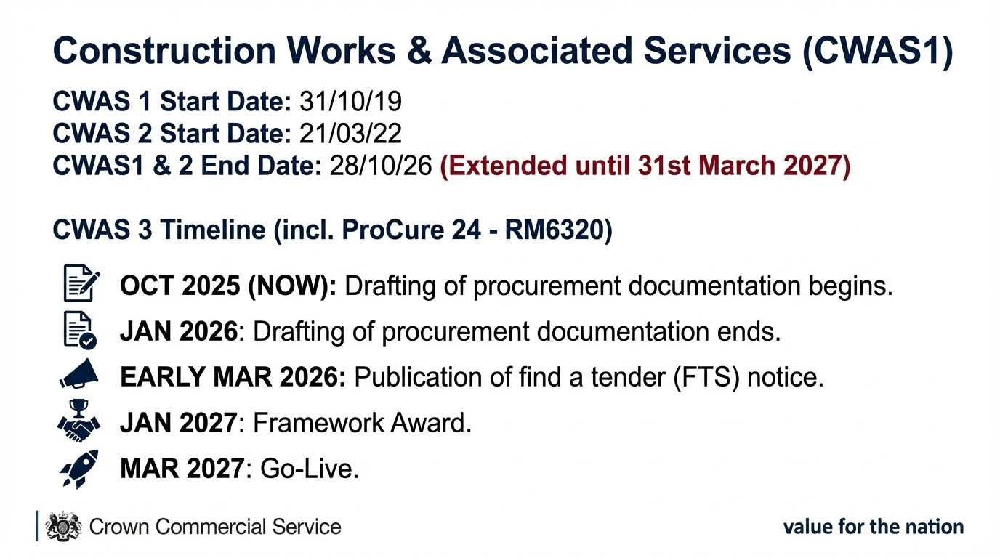 Construction Works & Associated Services (CWAS1)
CWAS 1 Start Date: 31/10/19
CWAS 2 Start Date: 21/03/22
CWAS1 & 2 End Date: 28/10/26 (Extended until 31st March 2027)
CWAS 3 Timeline (incl. ProCure 24 - RM6320)
OCT 2025 (NOW): Drafting of procurement documentation begins.
JAN 2026: Drafting of procurement documentation ends.
EARLY MAR 2026: Publication of find a tender (FTS) notice.
JAN 2027: Framework Award.
MAR 2027: Go-Live.
Crown Commercial Service
value for the nation